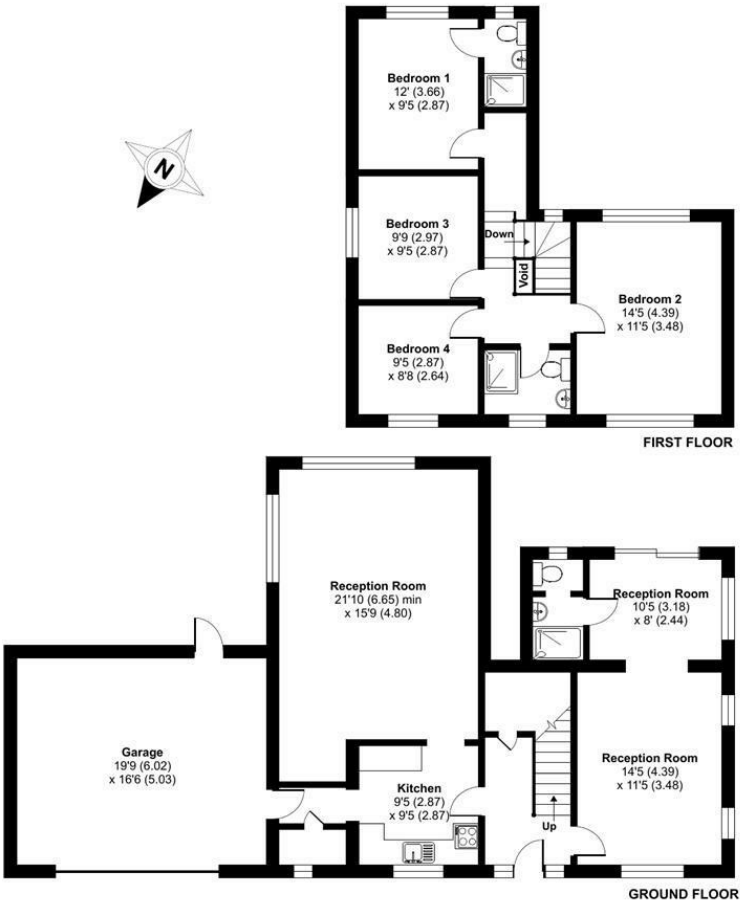 Bedroom 1
12' (3.66)
x 9'5 (2.87)
N
Bedroom 3
9'9 (2.97)
x 9'5 (2.87)
Down
Void
Bedroom 2
14'5 (4.39)
x 11'5 (3.48)
Bedroom 4
9'5 (2.87)
x 8'8 (2.64)
FIRST FLOOR
Reception Room
21'10 (6.65) min
x 15'9 (4.80)
Reception Room
10'5 (3.18)
x 8' (2.44)
Garage
19'9 (6.02)
x 16'6 (5.03)
Kitchen
9'5 (2.87)
x 9'5 (2.87)
Reception Room
14'5 (4.39)
x 11'5 (3.48)
Up
GROUND FLOOR